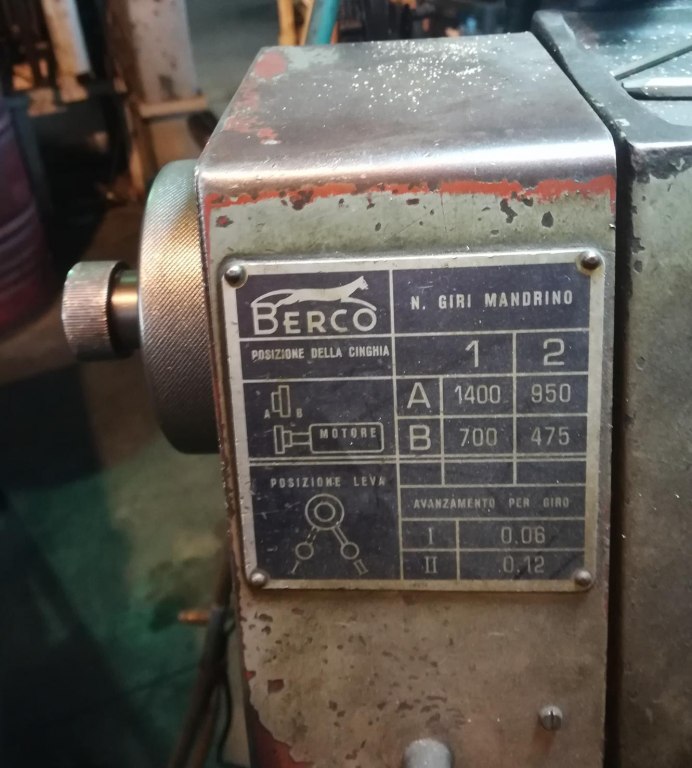 BERCO
N. GIRI MANDRINO
POSIZIONE DELLA CINGHIA
1 2
A B
MOTORE
A 1400 950
B 700 475
POSIZIONE LEVA
I II
AVANZAMENTO PER GIRO
I 0.06
II 0.12